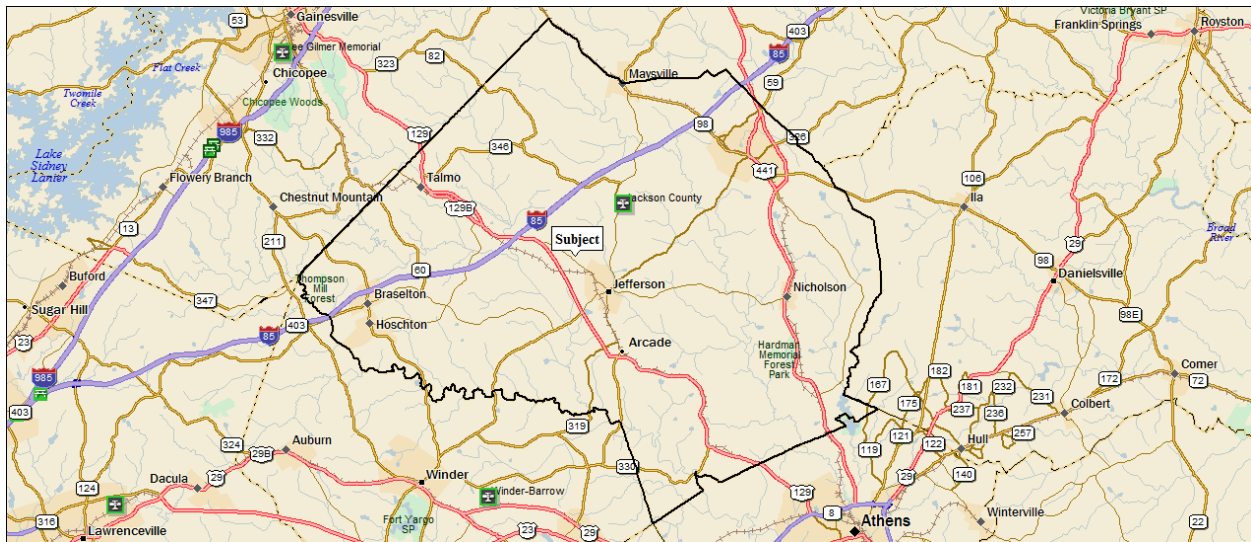 Victoria Bryant SP
Royston
Franklin Springs
53
Gainesville
403
85
ee Gilmer Memorial
82
323
Flat Creek
Chicopee
Maysville
59
Twomile
Creek
Chicopee Woods
98
985
129
326
332
346
441
Lake
Sidney
Lanier
106
Flowery Branch
Talmo
Ila
Chestnut Mountain
129B
Jackson County
85
Broad
River
13
Subject
211
29
98
60
Danielsville
Buford
Thompson
Mill
Forest
Jefferson
347
Braselton
Nicholson
Sugar Hill
403
98E
Hoschton
85
23
Arcade
Hardman
Memorial
Forest
Park
985
182
Comer
167
181
232
172
72
403
175
231
237
236
Colbert
319
324
Auburn
121
257
29B
122
Hull
119
330
Dacula
29
Winder
29
140
124
Winder-Barrow
129
316
Fort Yargo
SP
8
Winterville
22
Lawrenceville
23
29
Athens